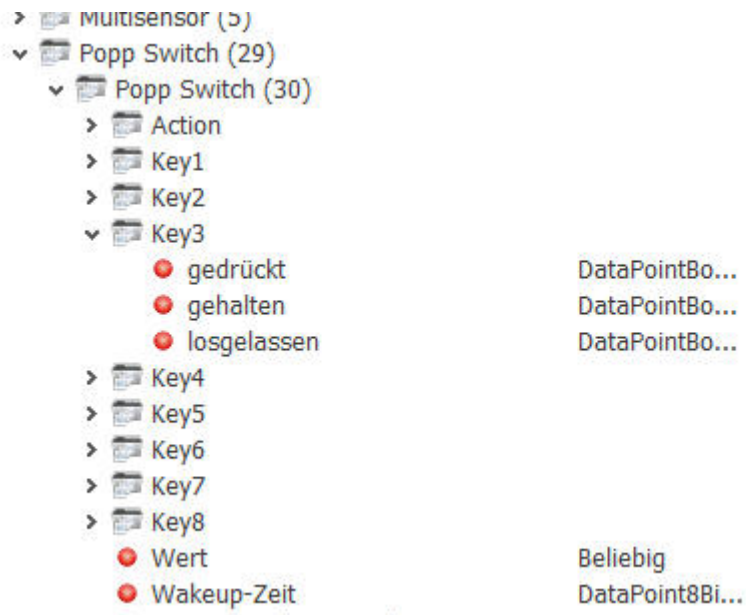 Multisensor (5)
Popp Switch (29)
Popp Switch (30)
Action
Key1
Key2
Key3
gedrückt DataPointBo...
gehalten DataPointBo...
losgelassen DataPointBo...
Key4
Key5
Key6
Key7
Key8
Wert Beliebig
Wakeup-Zeit DataPoint8Bi...